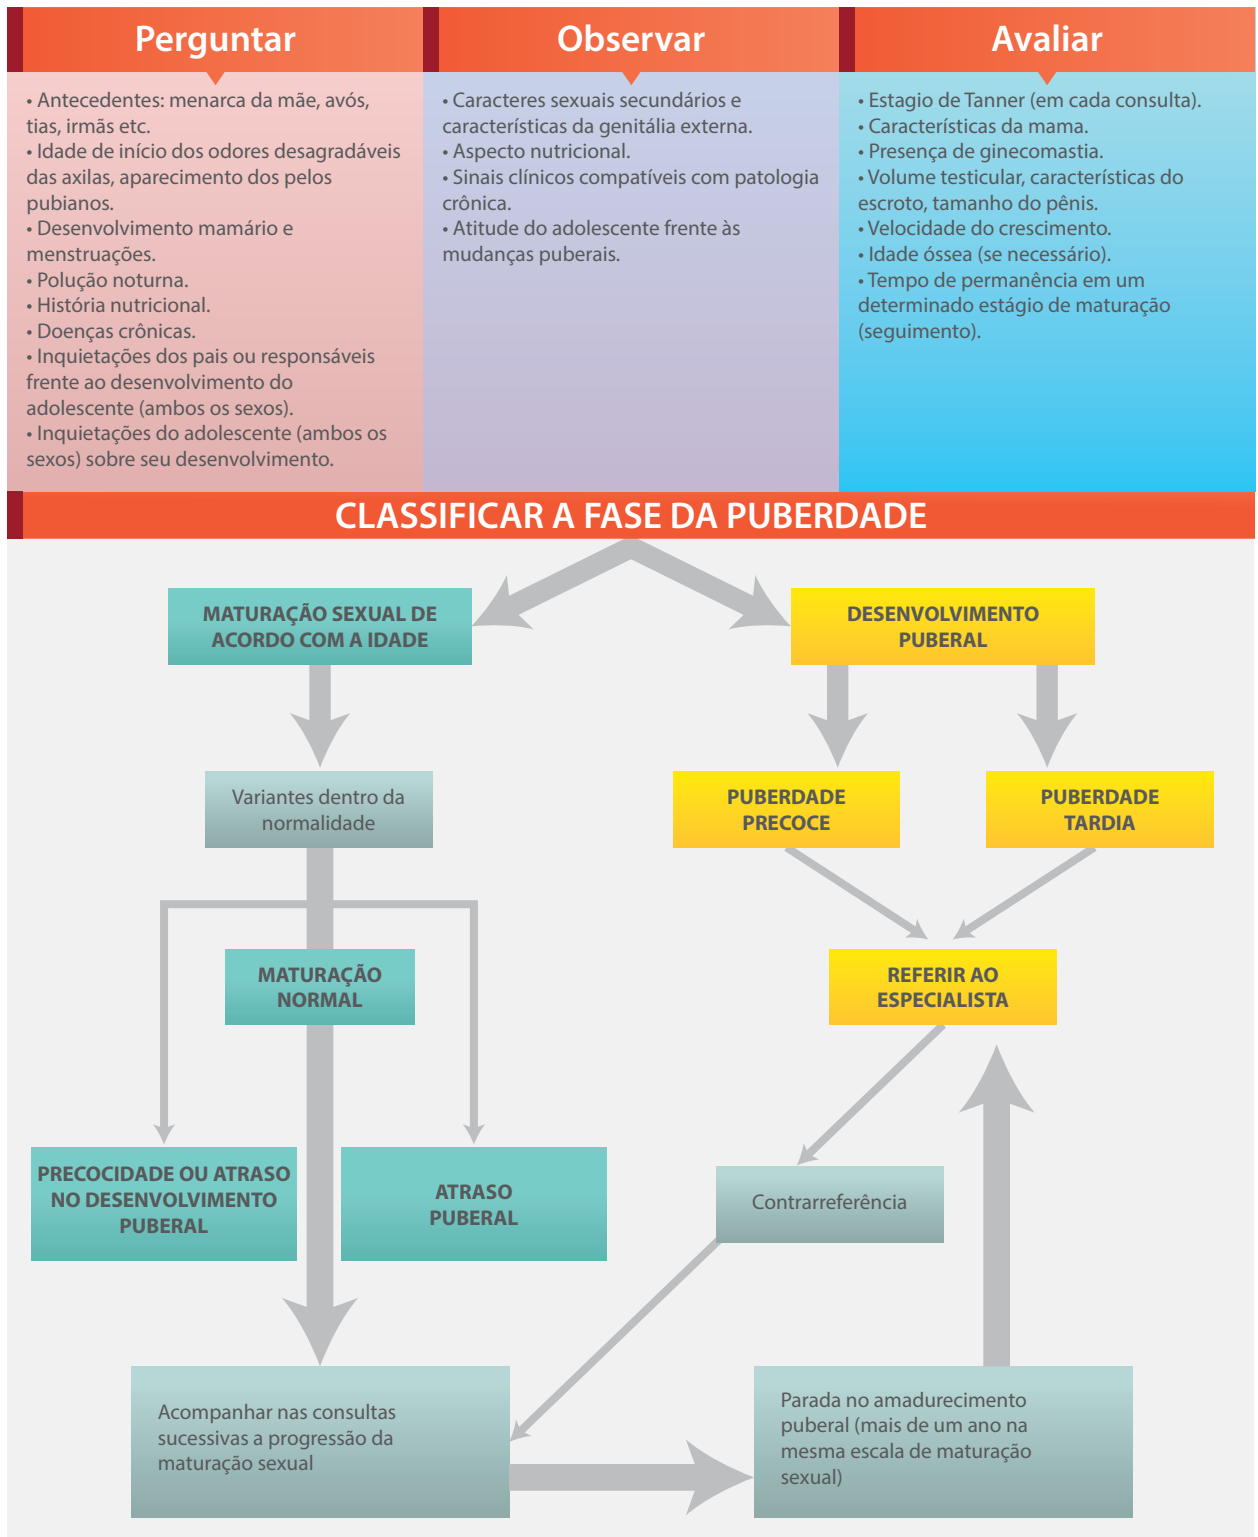 Perguntar
• Antecedentes: menarca da mãe, avós,
tias, irmãs etc.
• Idade de início dos odores desagradáveis
das axilas, aparecimento dos pelos
pubianos.
• Desenvolvimento mamário e
menstruações.
• Polução noturna.
• História nutricional.
• Doenças crônicas.
• Inquietações dos pais ou responsáveis
frente ao desenvolvimento do
adolescente (ambos os sexos).
• Inquietações do adolescente (ambos os
sexos) sobre seu desenvolvimento.
Observar
• Caracteres sexuais secundários e
características da genitália externa.
• Aspecto nutricional.
• Sinais clínicos compatíveis com patologia
crônica.
• Atitude do adolescente frente às
mudanças puberais.
Avaliar
• Estagio de Tanner (em cada consulta).
• Características da mama.
• Presença de ginecomastia.
• Volume testicular, características do
escroto, tamanho do pênis.
• Velocidade do crescimento.
• Idade óssea (se necessário).
• Tempo de permanência em um
determinado estágio de maturação
(seguimento).
CLASSIFICAR A FASE DA PUBERDADE
MATURAÇÃO SEXUAL DE
ACORDO COM A IDADE
DESENVOLVIMENTO
PUBERAL
Variantes dentro da
normalidade
PUBERDADE
PRECOCE
PUBERDADE
TARDIA
MATURAÇÃO
NORMAL
REFERIR AO
ESPECIALISTA
PRECOCIDADE OU ATRASO
NO DESENVOLVIMENTO
PUBERAL
ATRASO
PUBERAL
Contrarreferência
Acompanhar nas consultas
sucessivas a progressão da
maturação sexual
Parada no amadurecimento
puberal (mais de um ano na
mesma escala de maturação
sexual)